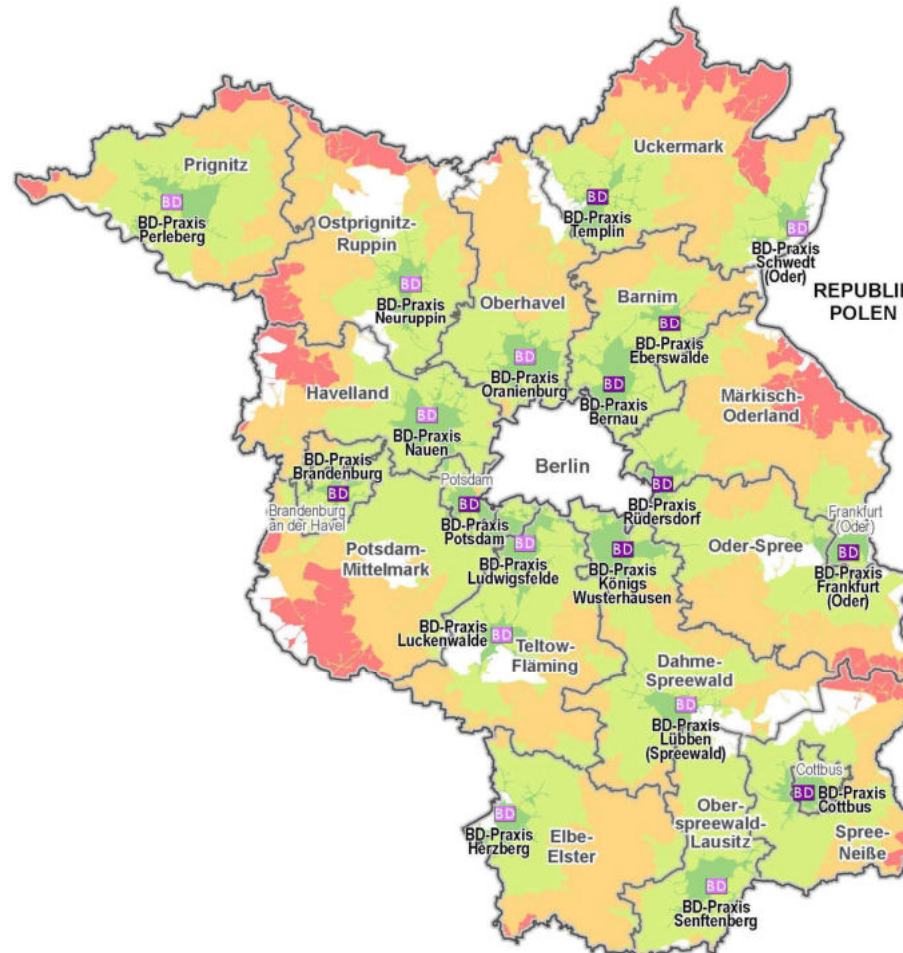 Uckermark
Prignitz
BD
BD-Praxis
Perleberg
BD
BD-Praxis
Templin
Ostprignitz-
Ruppin
BD
BD-Praxis
Schwedt
(Oder)
BD
BD-Praxis
Neuruppin
REPUBLI
POLEN
Oberhavel
Barnim
BD
BD-Praxis
Eberswalde
BD
BD-Praxis
Oranienburg
BD
BD-Praxis
Bernau
Havelland
Märkisch-
Oderland
BD
BD-Praxis
Nauen
Berlin
BD-Praxis
Brandenburg
BD
Brandenburg
an der Havel
Potsdam
BD
BD-Praxis
Potsdam
BD
BD-Praxis
Rüdersdorf
Frankfurt
(Oder)
BD
BD-Praxis
Frankfurt
(Oder)
Oder-Spree
Potsdam-
Mittelmark
BD
BD-Praxis
Ludwigsfelde
BD
BD-Praxis
Königs
Wusterhausen
BD-Praxis
Luckenwalde
BD
Teltow-
Fläming
Dahme-
Spreewald
BD
BD-Praxis
Lübben
(Spreewald)
Cottbus
BD
BD-Praxis
Cottbus
BD
BD-Praxis
Herzberg
Elbe-
Elster
Ober-
spreewald-
Lausitz
Spree-
Neiße
BD
BD-Praxis
Senftenberg